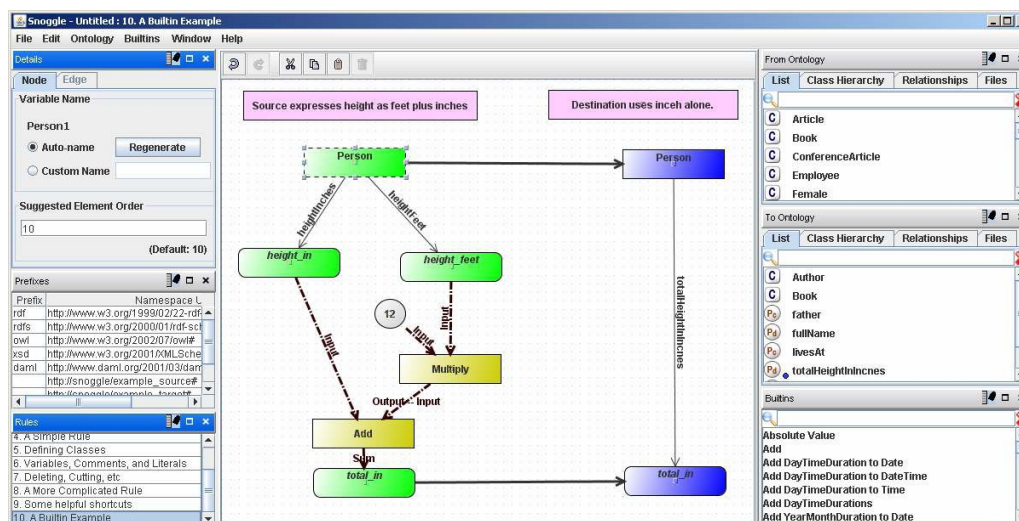 Snoggle - Untitled : 10. A Builtin Example
File Edit Ontology Builtins Window Help
Details
Node Edge
Variable Name
Person1
Auto-name Regenerate
Custom Name
Suggested Element Order
10
(Default: 10)
Prefixes
Prefix Namespace U
rdf http://www.w3.org/1999/02/22-rdf-
rdfs http://www.w3.org/2000/01/rdf-sch
owl http://www.w3.org/2002/07/owl#
xsd http://www.w3.org/2001/XMLSche
daml http://www.daml.org/2001/03/dam
http://snoggle/example_source#
http://snoggle/example_target#
Rules
4. A Simple Rule
5. Defining Classes
6. Variables, Comments, and Literals
7. Deleting, Cutting, etc
8. A More Complicated Rule
9. Some helpful shortcuts
10. A Builtin Example
Source expresses height as feet plus inches
Destination uses inceh alone.
Person
Person
heightInches
heightFeet
height_in
height_feet
totalHeightInIncnes
12
Input
Input
Input
Multiply
Output - Input
Add
Sum
total_in
total_in
From Ontology
List Class Hierarchy Relationships Files
C Article
C Book
C ConferenceArticle
C Employee
C Female
To Ontology
List Class Hierarchy Relationships Files
C Author
C Book
Po father
Pd fullName
Po livesAt
Pd totalHeightInIncnes
Builtins
Absolute Value
Add
Add DayTimeDuration to Date
Add DayTimeDuration to DateTime
Add DayTimeDuration to Time
Add DayTimeDurations
Add YearMonthDuration to Date